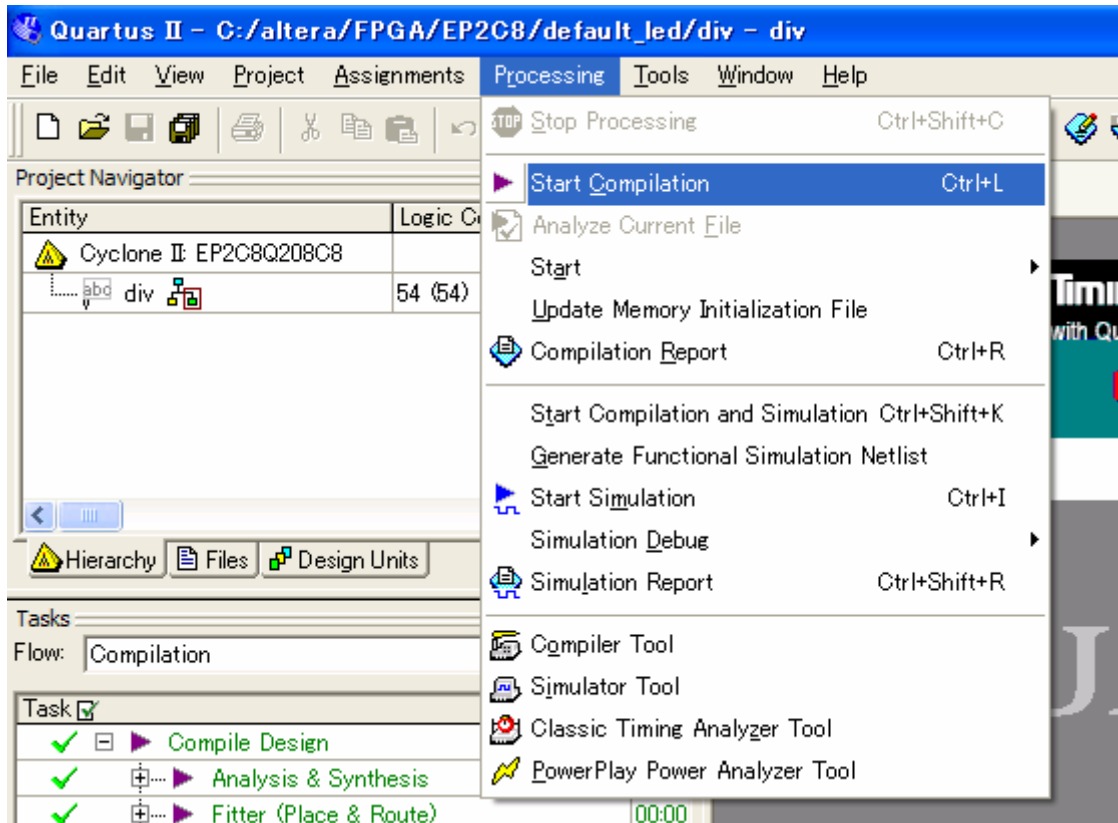 Quartus II - C:/altera/FPGA/EP2C8/default_led/div - div
File Edit View Project Assignments Processing Tools Window Help
Stop Processing Ctrl+Shift+C
Start Compilation Ctrl+L
Analyze Current File
Start
Update Memory Initialization File
Compilation Report Ctrl+R
Start Compilation and Simulation Ctrl+Shift+K
Generate Functional Simulation Netlist
Start Simulation Ctrl+I
Simulation Debug
Simulation Report Ctrl+Shift+R
Compiler Tool
Simulator Tool
Classic Timing Analyzer Tool
PowerPlay Power Analyzer Tool
Project Navigator
Entity Logic C
Cyclone II: EP2C8Q208C8
abc div 54 (54)
Hierarchy Files Design Units
Tasks
Flow: Compilation
Task
Compile Design
Analysis & Synthesis
Fitter (Place & Route) 00:00
with Qu